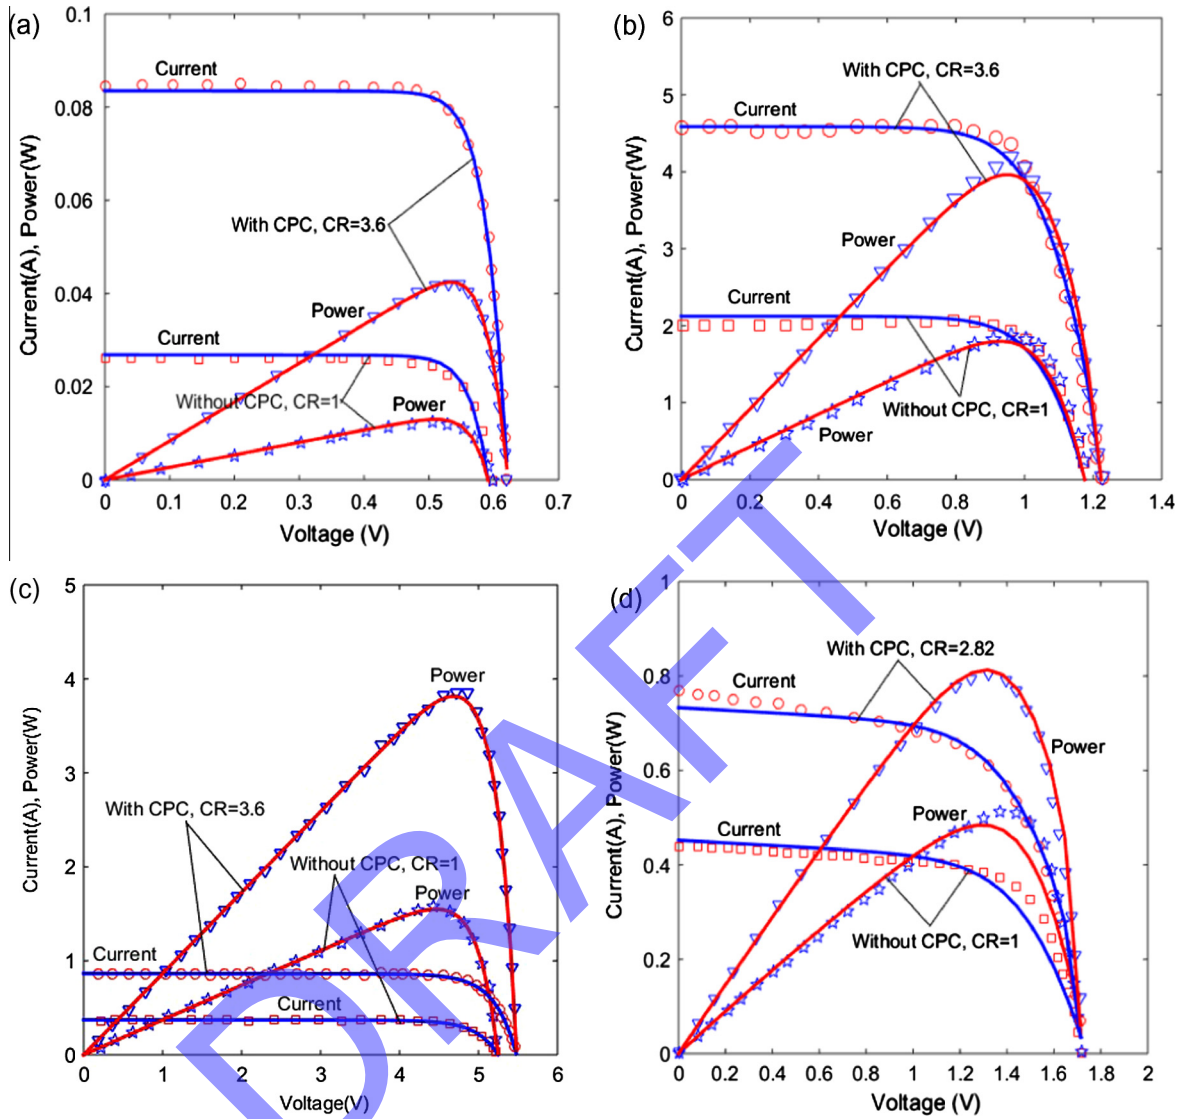 (a)
0.1
0.08
0.06
0.04
0.02
0
0
0.1
0.2
0.3
0.4
0.5
0.6
0.7
Current(A), Power(W)
Voltage (V)
Current
With CPC, CR=3.6
Power
Current
Without CPC, CR=1
Power
(b)
6
5
4
3
2
1
0
0
0.2
0.4
0.6
0.8
1
1.2
1.4
Current(A), Power(W)
Voltage (V)
With CPC, CR=3.6
Current
Power
Current
Without CPC, CR=1
Power
(c)
5
4
3
2
1
0
0
1
2
3
4
5
6
Current(A), Power(W)
Voltage(V)
Power
With CPC, CR=3.6
Without CPC, CR=1
Power
Current
Current
(d)
1
0.8
0.6
0.4
0.2
0
0
0.2
0.4
0.6
0.8
1
1.2
1.4
1.6
1.8
2
Current(A), Power(W)
Voltage (V)
With CPC, CR=2.82
Current
Power
Power
Current
Without CPC, CR=1
DRAFT